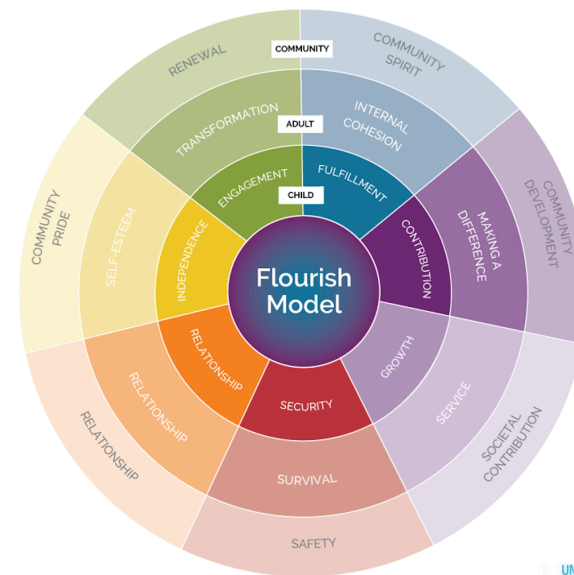 COMMUNITY
RENEWAL
COMMUNITY
SPIRIT
COMMUNITY
DEVELOPMENT
SOCIETAL
CONTRIBUTION
SAFETY
RELATIONSHIP
COMMUNITY
PRIDE
ADULT
TRANSFORMATION
INTERNAL
COHESION
MAKING A
DIFFERENCE
SERVICE
SURVIVAL
RELATIONSHIP
SELF-ESTEEM
CHILD
ENGAGEMENT
FULFILLMENT
CONTRIBUTION
GROWTH
SECURITY
RELATIONSHIP
INDEPENDENCE
Flourish
Model